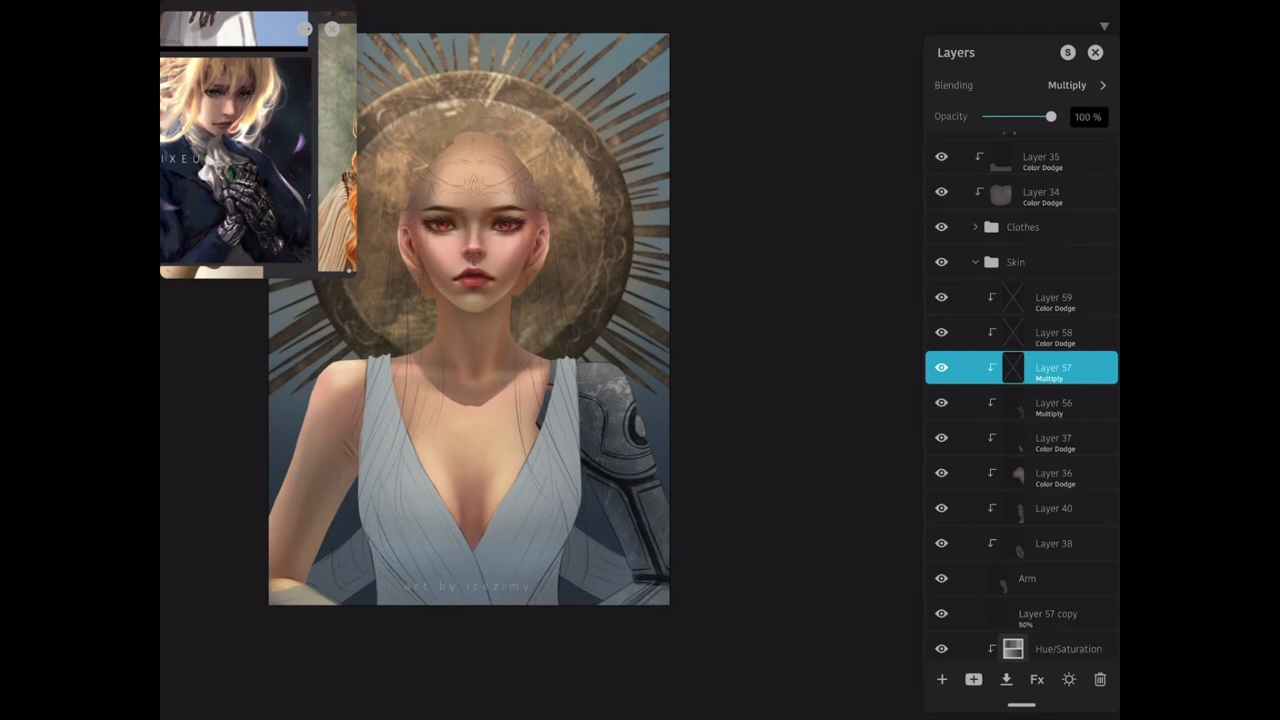 Layers
S
Blending
Multiply
Opacity
100 %
Layer 35
Color Dodge
Layer 34
Color Dodge
Clothes
Skin
Layer 59
Color Dodge
Layer 58
Color Dodge
Layer 57
Multiply
Layer 56
Multiply
Layer 37
Color Dodge
Layer 36
Color Dodge
Layer 40
Layer 38
Arm
Layer 57 copy
50%
Hue/Saturation
Fx
IXEU
art by icezimy